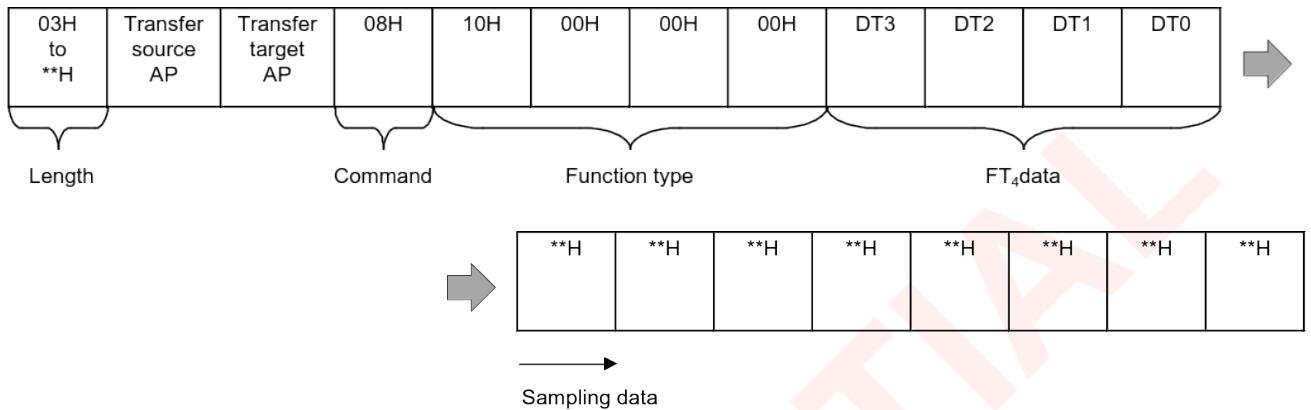 03H to **H Transfer source AP Transfer target AP 08H 10H 00H 00H 00H DT3 DT2 DT1 DT0
Length Command Function type FT₄data
**H **H **H **H **H **H **H **H
Sampling data
TIAL